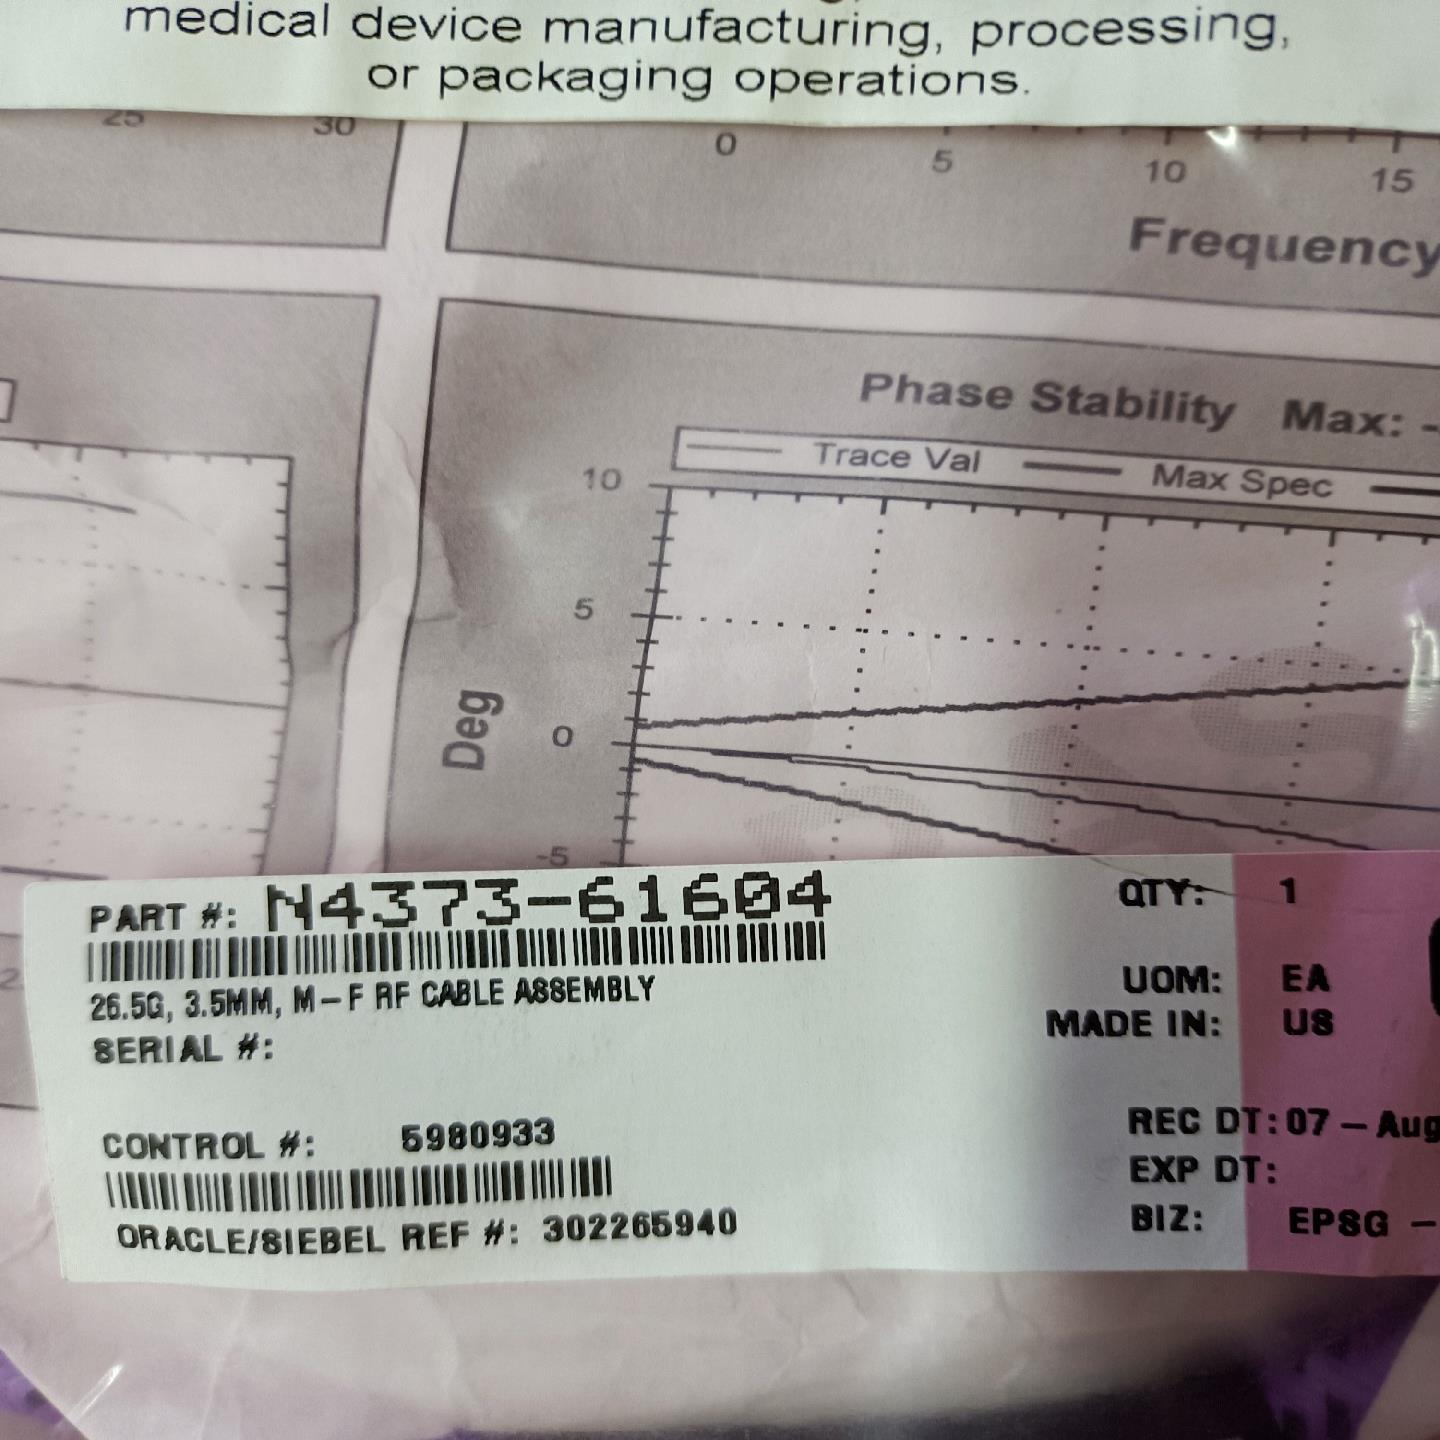 medical device manufacturing, processing,
or packaging operations.
25 30 0 5 10 15
Frequency
Phase Stability Max: -
Trace Val Max Spec
10
5
0
-5
Deg
2
PART #: N4373-61604
26.5G, 3.5MM, M-F RF CABLE ASSEMBLY
SERIAL #:
CONTROL #: 5980933
ORACLE/SIEBEL REF #: 302265940
QTY: 1
UOM: EA
MADE IN: US
REC DT: 07-Aug
EXP DT:
BIZ: EPSG -